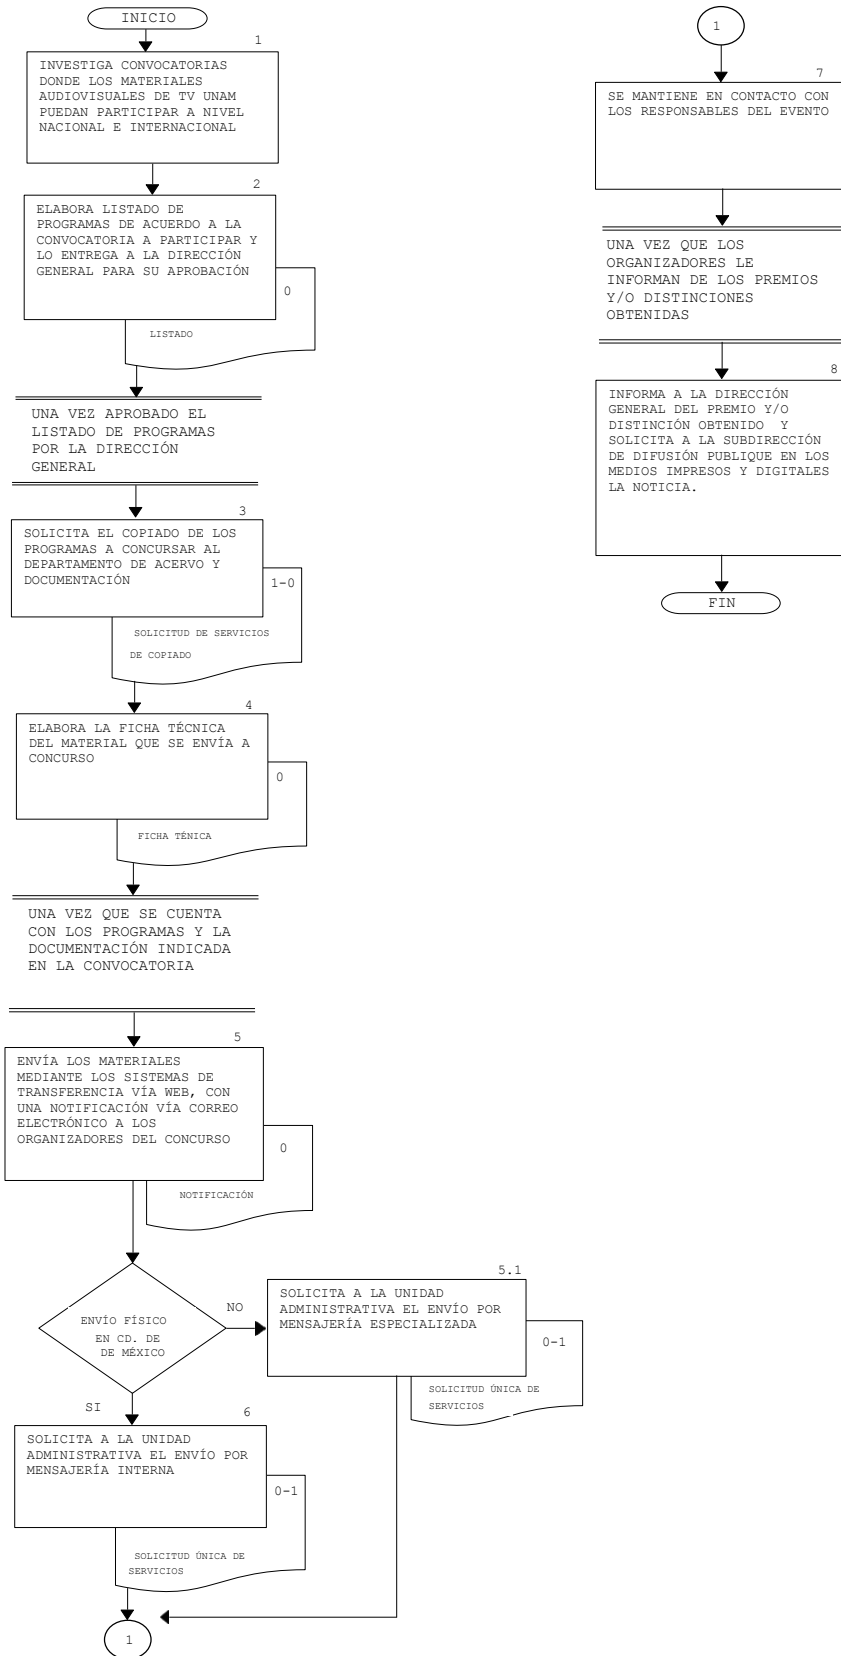 INICIO
1
INVESTIGA CONVOCATORIAS
DONDE LOS MATERIALES
AUDIOVISUALES DE TV UNAM
PUEDAN PARTICIPAR A NIVEL
NACIONAL E INTERNACIONAL
2
ELABORA LISTADO DE
PROGRAMAS DE ACUERDO A LA
CONVOCATORIA A PARTICIPAR Y
LO ENTREGA A LA DIRECCIÓN
GENERAL PARA SU APROBACIÓN
0
LISTADO
UNA VEZ APROBADO EL
LISTADO DE PROGRAMAS
POR LA DIRECCIÓN
GENERAL
3
SOLICITA EL COPIADO DE LOS
PROGRAMAS A CONCURSAR AL
DEPARTAMENTO DE ACERVO Y
DOCUMENTACIÓN
1-0
SOLICITUD DE SERVICIOS
DE COPIADO
4
ELABORA LA FICHA TÉCNICA
DEL MATERIAL QUE SE ENVÍA A
CONCURSO
0
FICHA TÉNICA
UNA VEZ QUE SE CUENTA
CON LOS PROGRAMAS Y LA
DOCUMENTACIÓN INDICADA
EN LA CONVOCATORIA
5
ENVÍA LOS MATERIALES
MEDIANTE LOS SISTEMAS DE
TRANSFERENCIA VÍA WEB, CON
UNA NOTIFICACIÓN VÍA CORREO
ELECTRÓNICO A LOS
ORGANIZADORES DEL CONCURSO
0
NOTIFICACIÓN
ENVÍO FÍSICO
EN CD. DE
DE MÉXICO
NO
5.1
SOLICITA A LA UNIDAD
ADMINISTRATIVA EL ENVÍO POR
MENSAJERÍA ESPECIALIZADA
0-1
SOLICITUD ÚNICA DE
SERVICIOS
SI
6
SOLICITA A LA UNIDAD
ADMINISTRATIVA EL ENVÍO POR
MENSAJERÍA INTERNA
0-1
SOLICITUD ÚNICA DE
SERVICIOS
1
1
7
SE MANTIENE EN CONTACTO CON
LOS RESPONSABLES DEL EVENTO
UNA VEZ QUE LOS
ORGANIZADORES LE
INFORMAN DE LOS PREMIOS
Y/O DISTINCIONES
OBTENIDAS
8
INFORMA A LA DIRECCIÓN
GENERAL DEL PREMIO Y/O
DISTINCIÓN OBTENIDO Y
SOLICITA A LA SUBDIRECCIÓN
DE DIFUSIÓN PUBLIQUE EN LOS
MEDIOS IMPRESOS Y DIGITALES
LA NOTICIA.
FIN